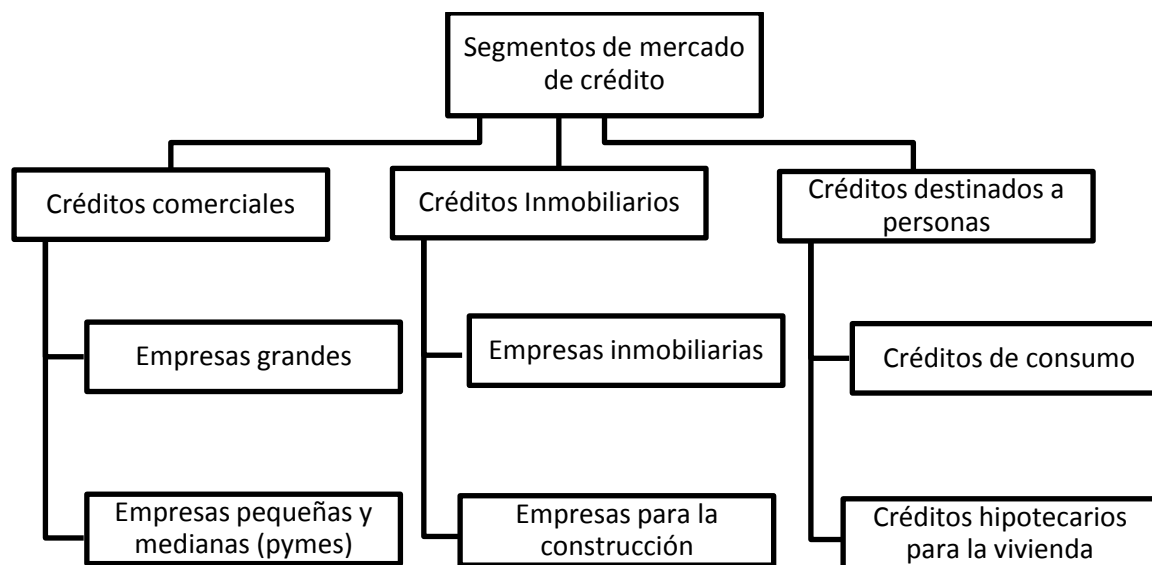 Segmentos de mercado
de crédito
Créditos comerciales
Créditos Inmobiliarios
Créditos destinados a
personas
Empresas grandes
Empresas inmobiliarias
Créditos de consumo
Empresas pequeñas y
medianas (pymes)
Empresas para la
construcción
Créditos hipotecarios
para la vivienda